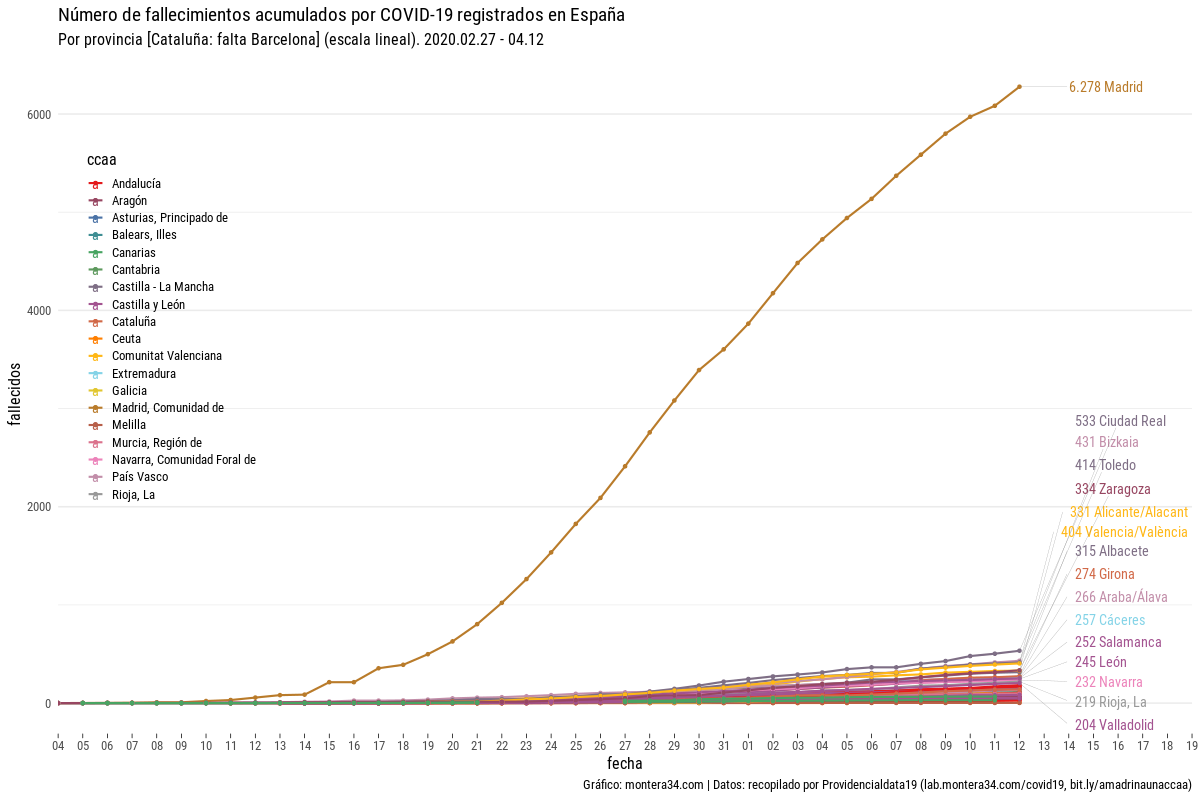 Número de fallecimientos acumulados por COVID-19 registrados en España
Por provincia [Cataluña: falta Barcelona] (escala lineal). 2020.02.27 - 04.12
6.278 Madrid
6000
ccaa
Andalucía
Aragón
Asturias, Principado de
Balears, Illes
Canarias
Cantabria
Castilla - La Mancha
Castilla y León
4000
Cataluña
Ceuta
Comunitat Valenciana
Extremadura
Galicia
Madrid, Comunidad de
Melilla
Murcia, Región de
Navarra, Comunidad Foral de
País Vasco
Rioja, La
fallecidos
533 Ciudad Real
431 Bizkaia
414 Toledo
334 Zaragoza
2000
331 Alicante/Alacant
404 Valencia/València
315 Albacete
274 Girona
266 Araba/Álava
257 Cáceres
252 Salamanca
245 León
232 Navarra
219 Rioja, La
0
204 Valladolid
04 05 06 07 08 09 10 11 12 13 14 15 16 17 18 19 20 21 22 23 24 25 26 27 28 29 30 31 01 02 03 04 05 06 07 08 09 10 11 12 13 14 15 16 17 18 19
fecha
Gráfico: montera34.com | Datos: recopilado por Providencialdata19 (lab.montera34.com/covid19, bit.ly/amadrinaunaccaa)